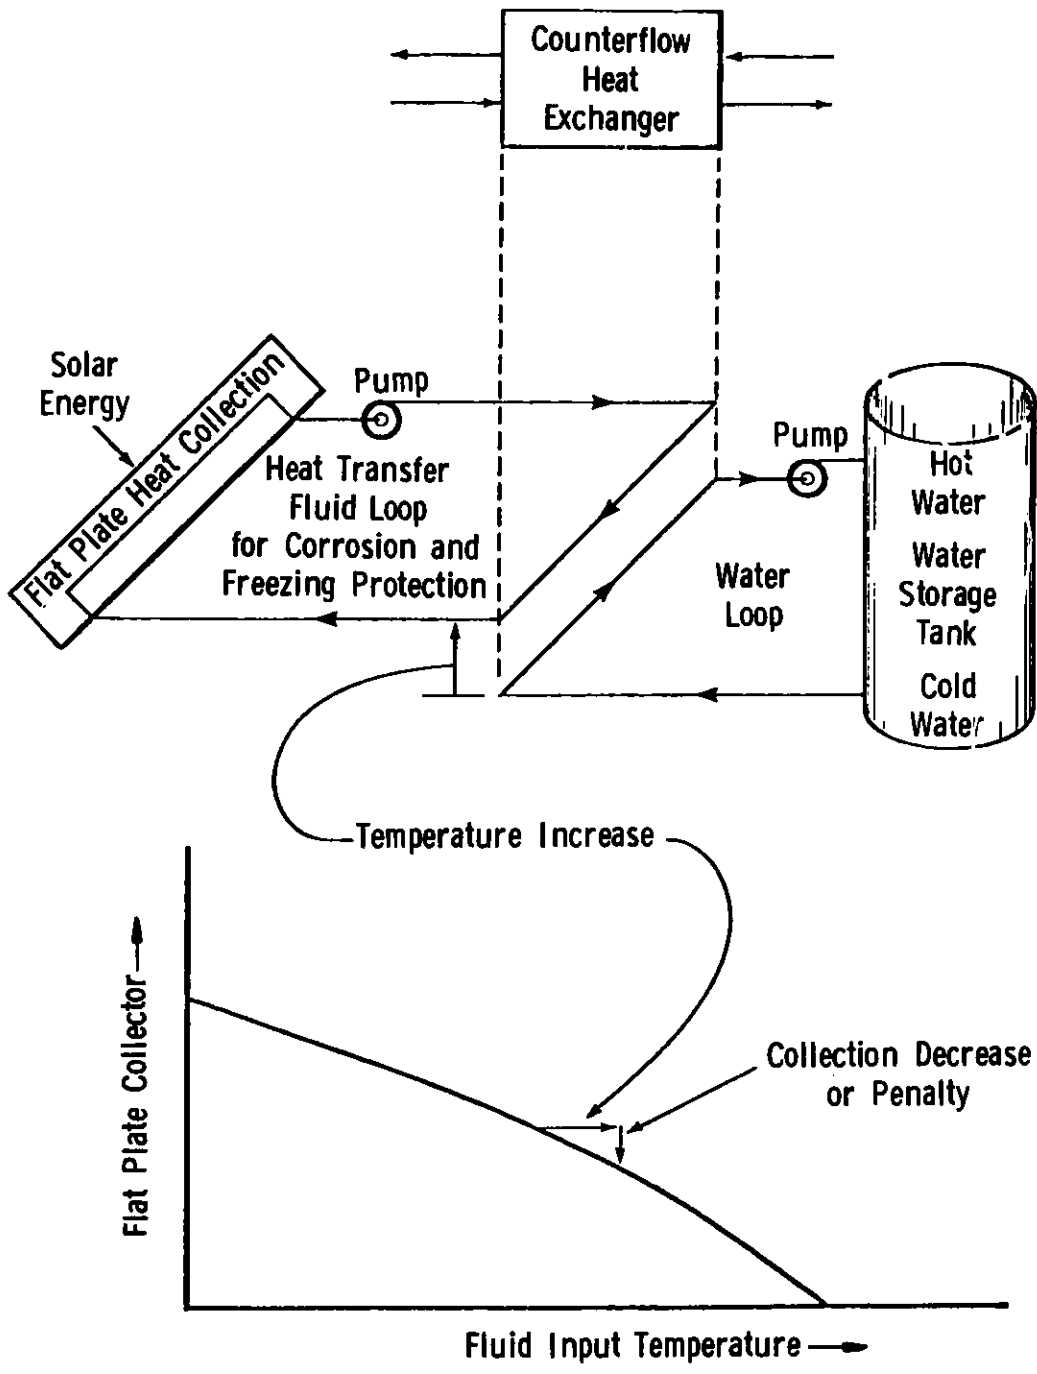 Counterflow
Heat
Exchanger
Solar
Energy
Flat Plate Heat Collection
Pump
Heat Transfer
Fluid Loop
for Corrosion and
Freezing Protection
Pump
Water
Loop
Hot
Water
Water
Storage
Tank
Cold
Water
Temperature Increase
Flat Plate Collector
Collection Decrease
or Penalty
Fluid Input Temperature